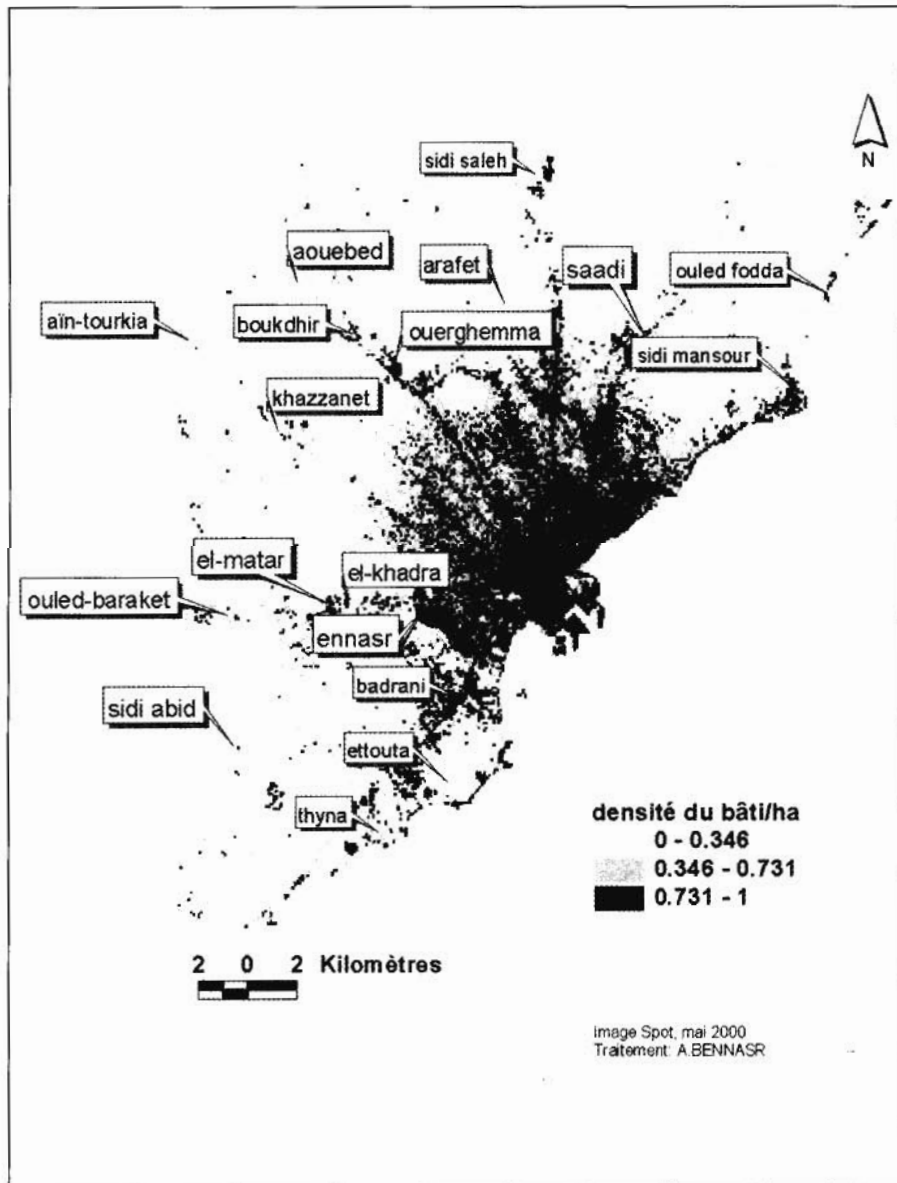 N
sidi saleh
aouebed
arafet
saadi
ouled fodda
aïn-tourkia
boukdhir
ouerghemma
sidi mansour
khazzanet
el-matar
el-khadra
ouled-baraket
ennasr
badrani
sidi abid
ettouta
thyna
densité du bâti/ha
0 - 0.346
0.346 - 0.731
0.731 - 1
2 0 2 Kilomètres
Image Spot, mai 2000
Traitement: A.BENNASR